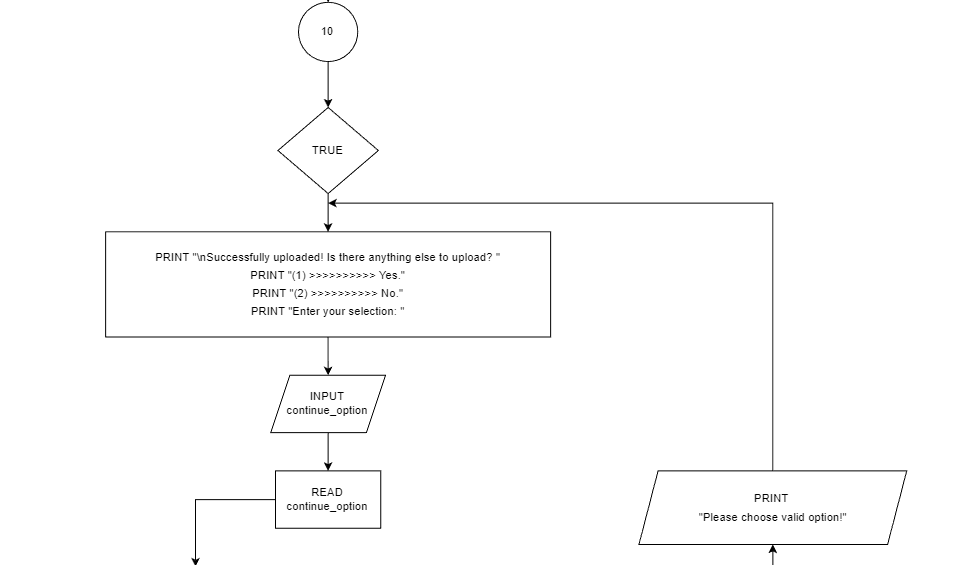 10
TRUE
PRINT "\nSuccessfully uploaded! Is there anything else to upload? "
PRINT "(1) >>>>>>>>>> Yes."
PRINT "(2) >>>>>>>>>> No."
PRINT "Enter your selection: "
INPUT
continue_option
READ
continue_option
PRINT
"Please choose valid option!"